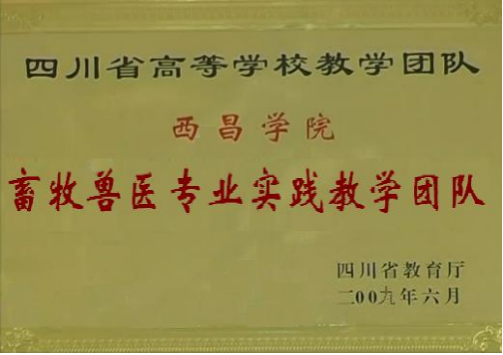 四川省高等学校教学团队
西昌学院
畜牧兽医专业实践教学团队
四川省教育厅
二00九年六月